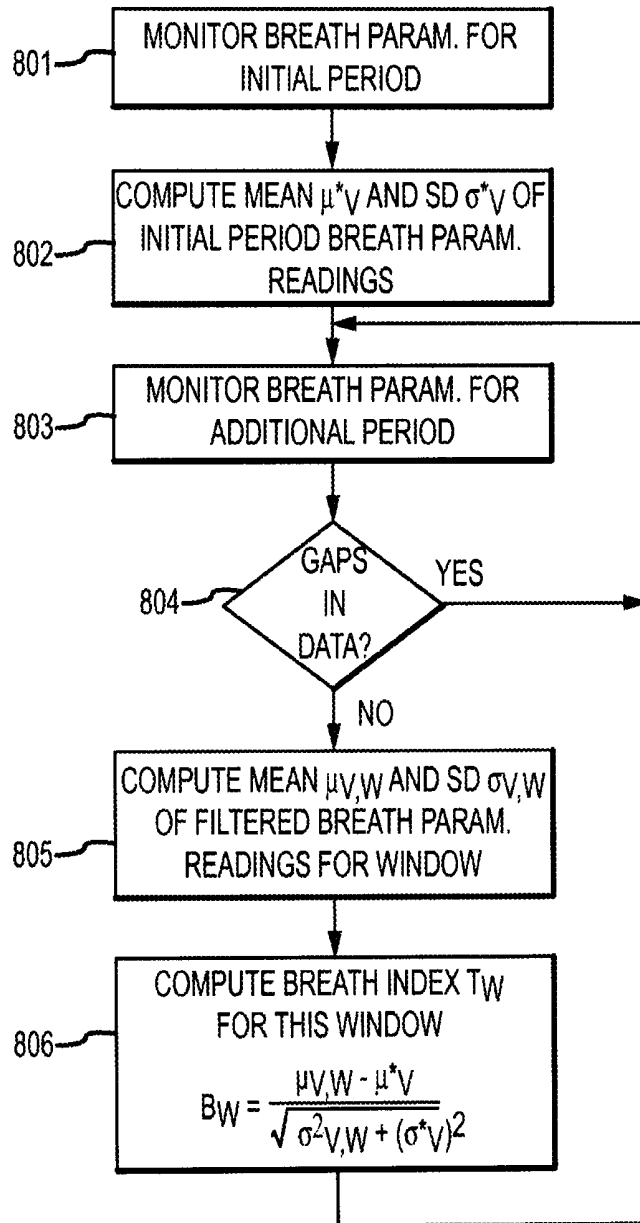 801
MONITOR BREATH PARAM. FOR
INITIAL PERIOD
802
COMPUTE MEAN μ*V AND SD σ*V OF
INITIAL PERIOD BREATH PARAM.
READINGS
803
MONITOR BREATH PARAM. FOR
ADDITIONAL PERIOD
804
GAPS
IN
DATA?
YES
NO
805
COMPUTE MEAN μV,W AND SD σV,W
OF FILTERED BREATH PARAM.
READINGS FOR WINDOW
806
COMPUTE BREATH INDEX TW
FOR THIS WINDOW
BW = μV,W - μ*V
√σ²V,W + (σ*V)²